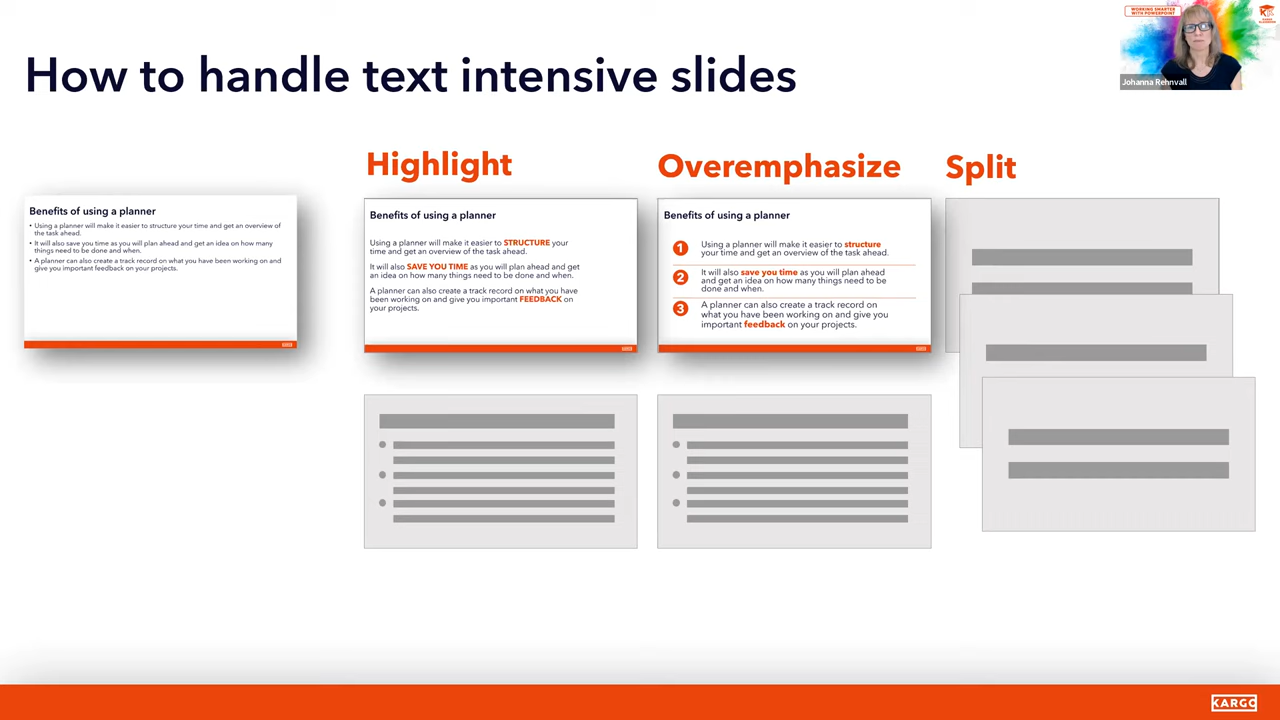 WORKING SMARTER
WITH POWERPOINT
Johanna Rehnvall
How to handle text intensive slides
Benefits of using a planner
• Using a planner will make it easier to structure your time and get an overview of
the task ahead.
• It will also save you time as you will plan ahead and get an idea on how many
things need to be done and when.
• A planner can also create a track record on what you have been working on and
give you important feedback on your projects.
KARGO
Highlight
Benefits of using a planner
Using a planner will make it easier to STRUCTURE your
time and get an overview of the task ahead.
It will also SAVE YOU TIME as you will plan ahead and get
an idea on how many things need to be done and when.
A planner can also create a track record on what you have
been working on and give you important FEEDBACK on
your projects.
KARGO
Overemphasize
Benefits of using a planner
1 Using a planner will make it easier to structure
your time and get an overview of the task ahead.
2 It will also save you time as you will plan ahead
and get an idea on how many things need to be
done and when.
3 A planner can also create a track record on
what you have been working on and give you
important feedback on your projects.
KARGO
Split
KARGO